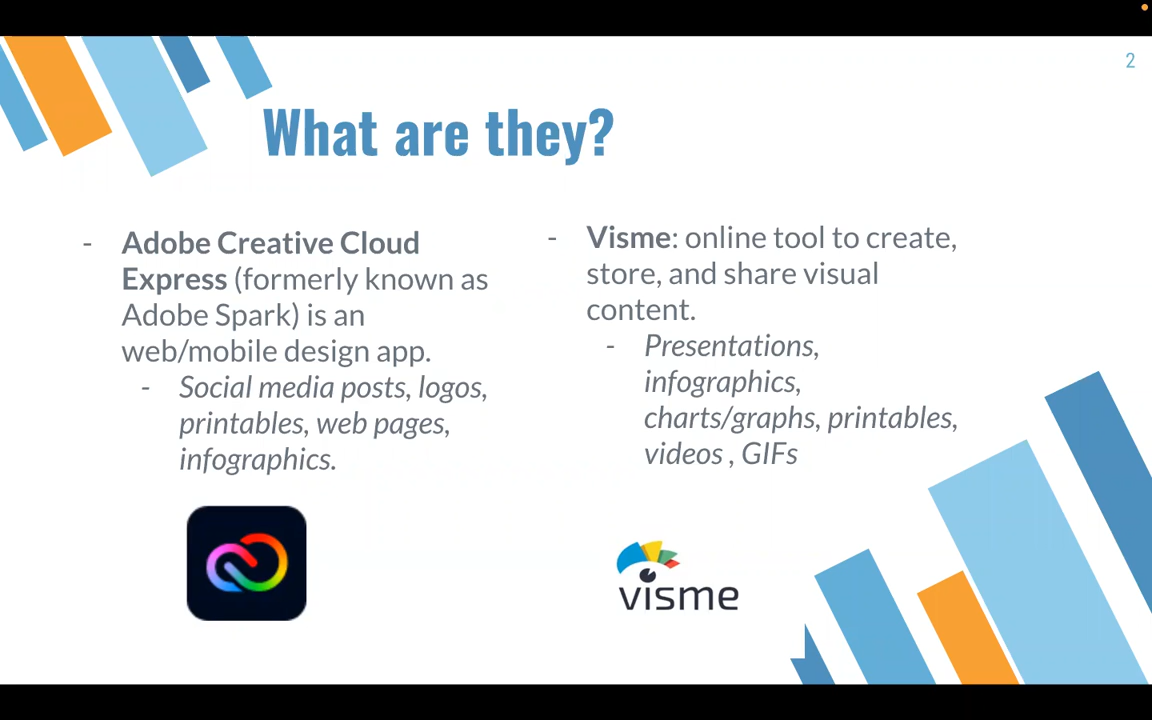 2
What are they?
- Adobe Creative Cloud
Express (formerly known as
Adobe Spark) is an
web/mobile design app.
- Social media posts, logos,
printables, web pages,
infographics.
- Visme: online tool to create,
store, and share visual
content.
- Presentations,
infographics,
charts/graphs, printables,
videos , GIFs
visme